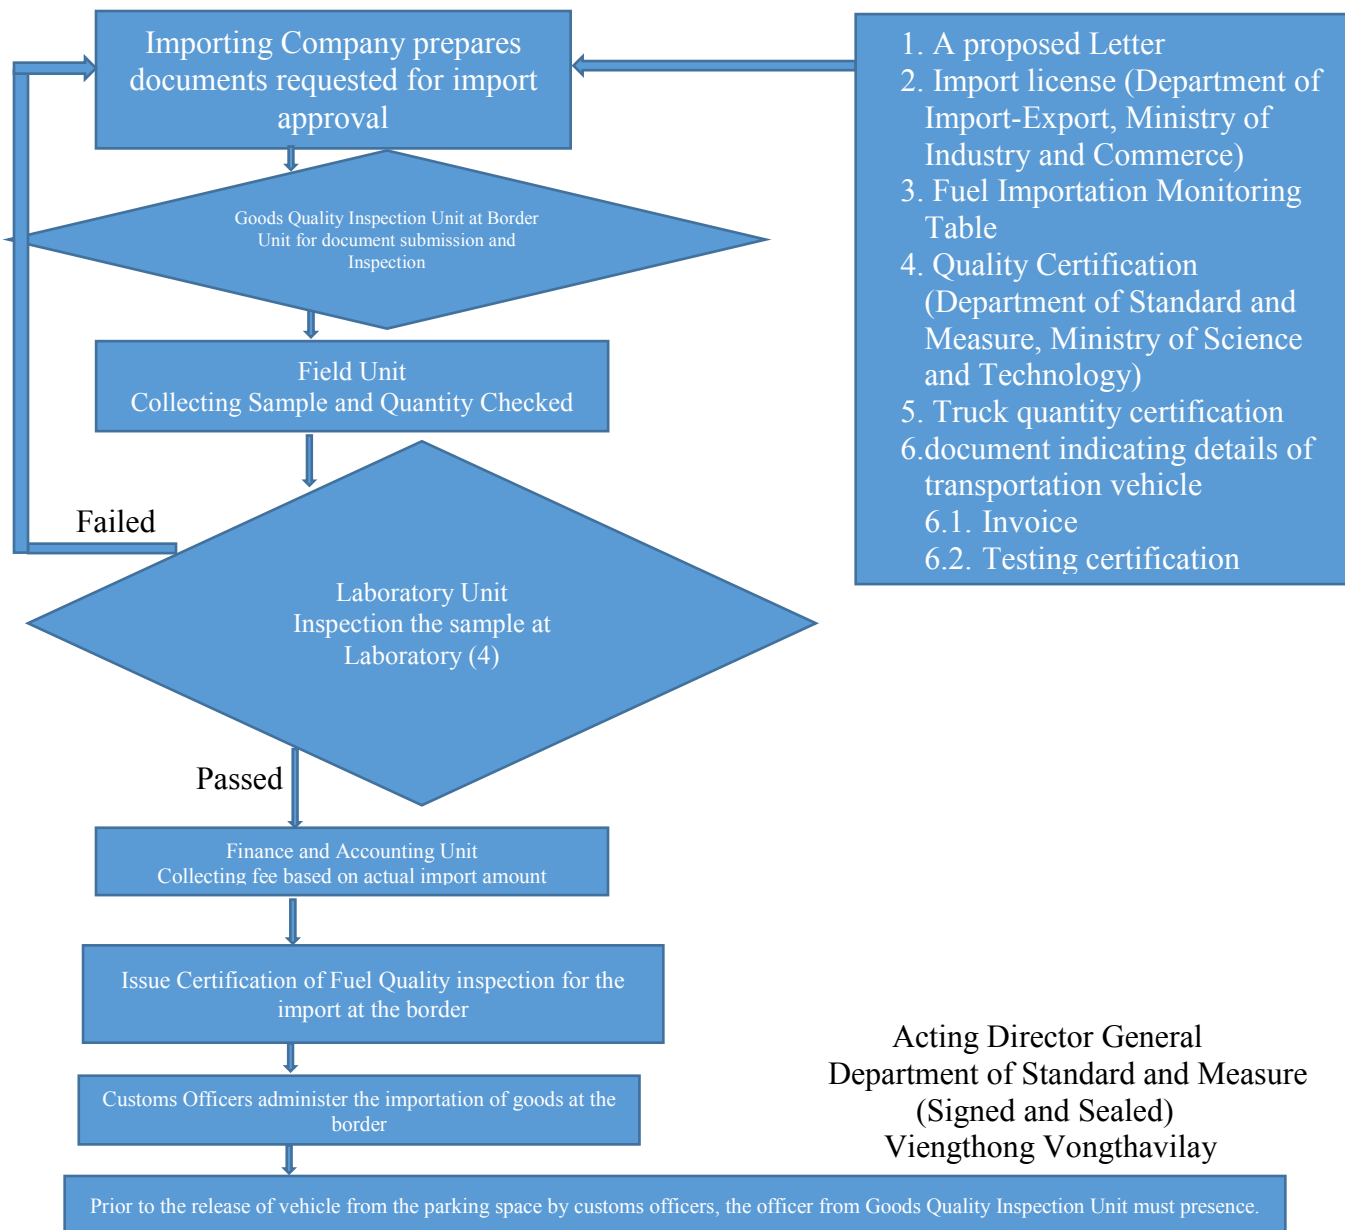 Importing Company prepares
documents requested for import
approval
1. A proposed Letter
2. Import license (Department of
Import-Export, Ministry of
Industry and Commerce)
3. Fuel Importation Monitoring
Table
4. Quality Certification
(Department of Standard and
Measure, Ministry of Science
and Technology)
5. Truck quantity certification
6.document indicating details of
transportation vehicle
6.1. Invoice
6.2. Testing certification
Goods Quality Inspection Unit at Border
Unit for document submission and
Inspection
Field Unit
Collecting Sample and Quantity Checked
Failed
Laboratory Unit
Inspection the sample at
Laboratory (4)
Passed
Finance and Accounting Unit
Collecting fee based on actual import amount
Issue Certification of Fuel Quality inspection for the
import at the border
Customs Officers administer the importation of goods at the
border
Acting Director General
Department of Standard and Measure
(Signed and Sealed)
Viengthong Vongthavilay
Prior to the release of vehicle from the parking space by customs officers, the officer from Goods Quality Inspection Unit must presence.